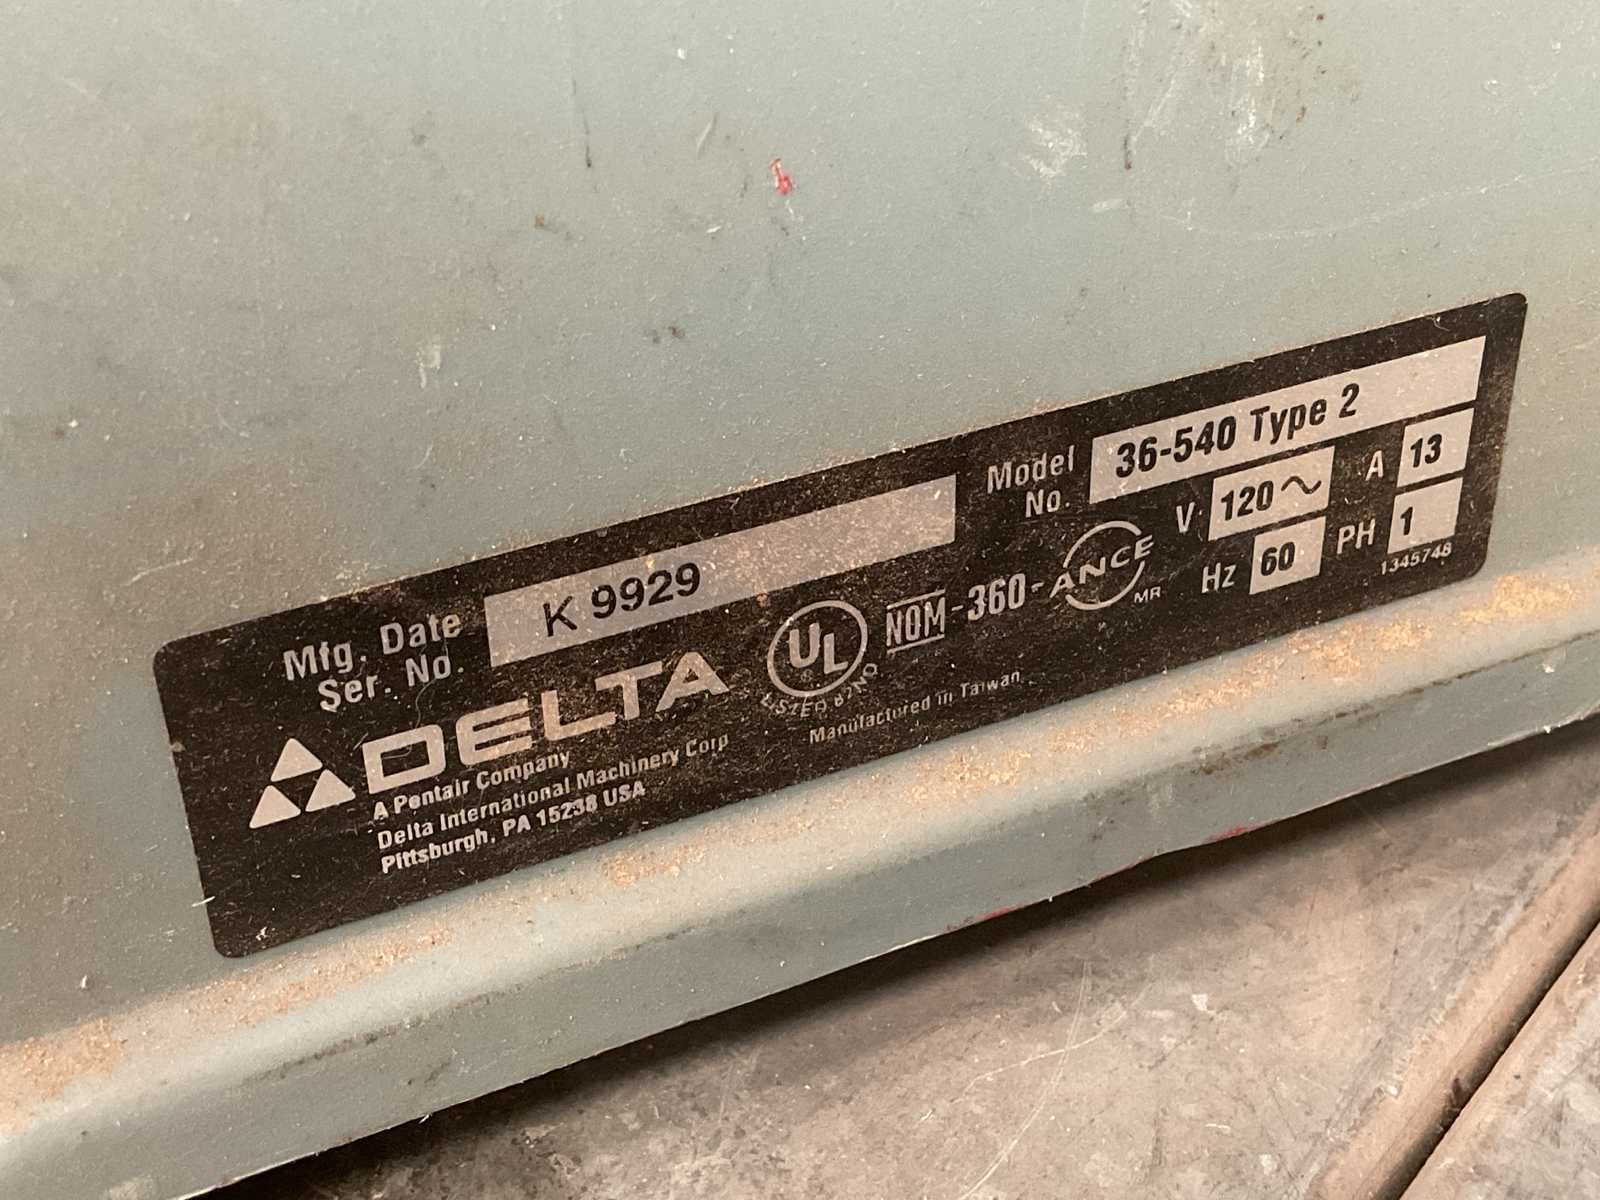 Mfg. Date
Ser. No.
K 9929
Model
No.
36-540 Type 2
V 120 A 13
Hz 60 PH 1
1345748
DELTA
A Pentair Company
Delta International Machinery Corp
Pittsburgh, PA 15238 USA
UL
®
LISTED
NOM-360-ANCE
MR
Manufactured in Taiwan